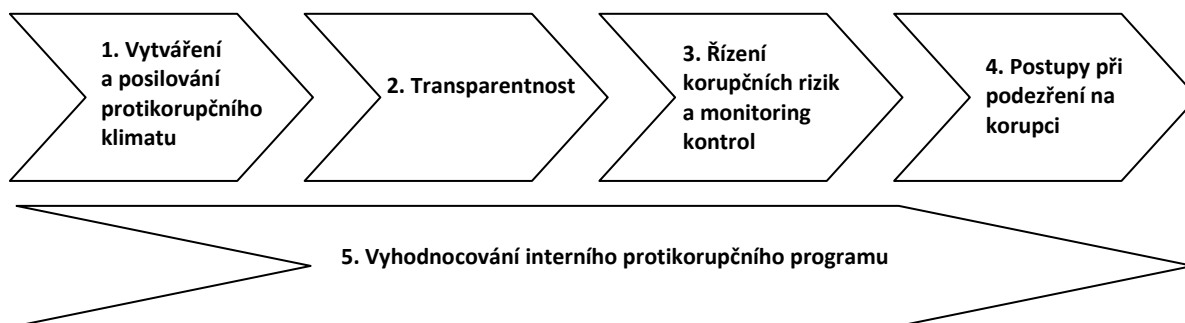 1. Vytváření
a posilování
protikorupčního
klimatu
2. Transparentnost
3. Řízení
korupčních rizik
a monitoring
kontrol
4. Postupy při
podezření na
korupci
5. Vyhodnocování interního protikorupčního programu